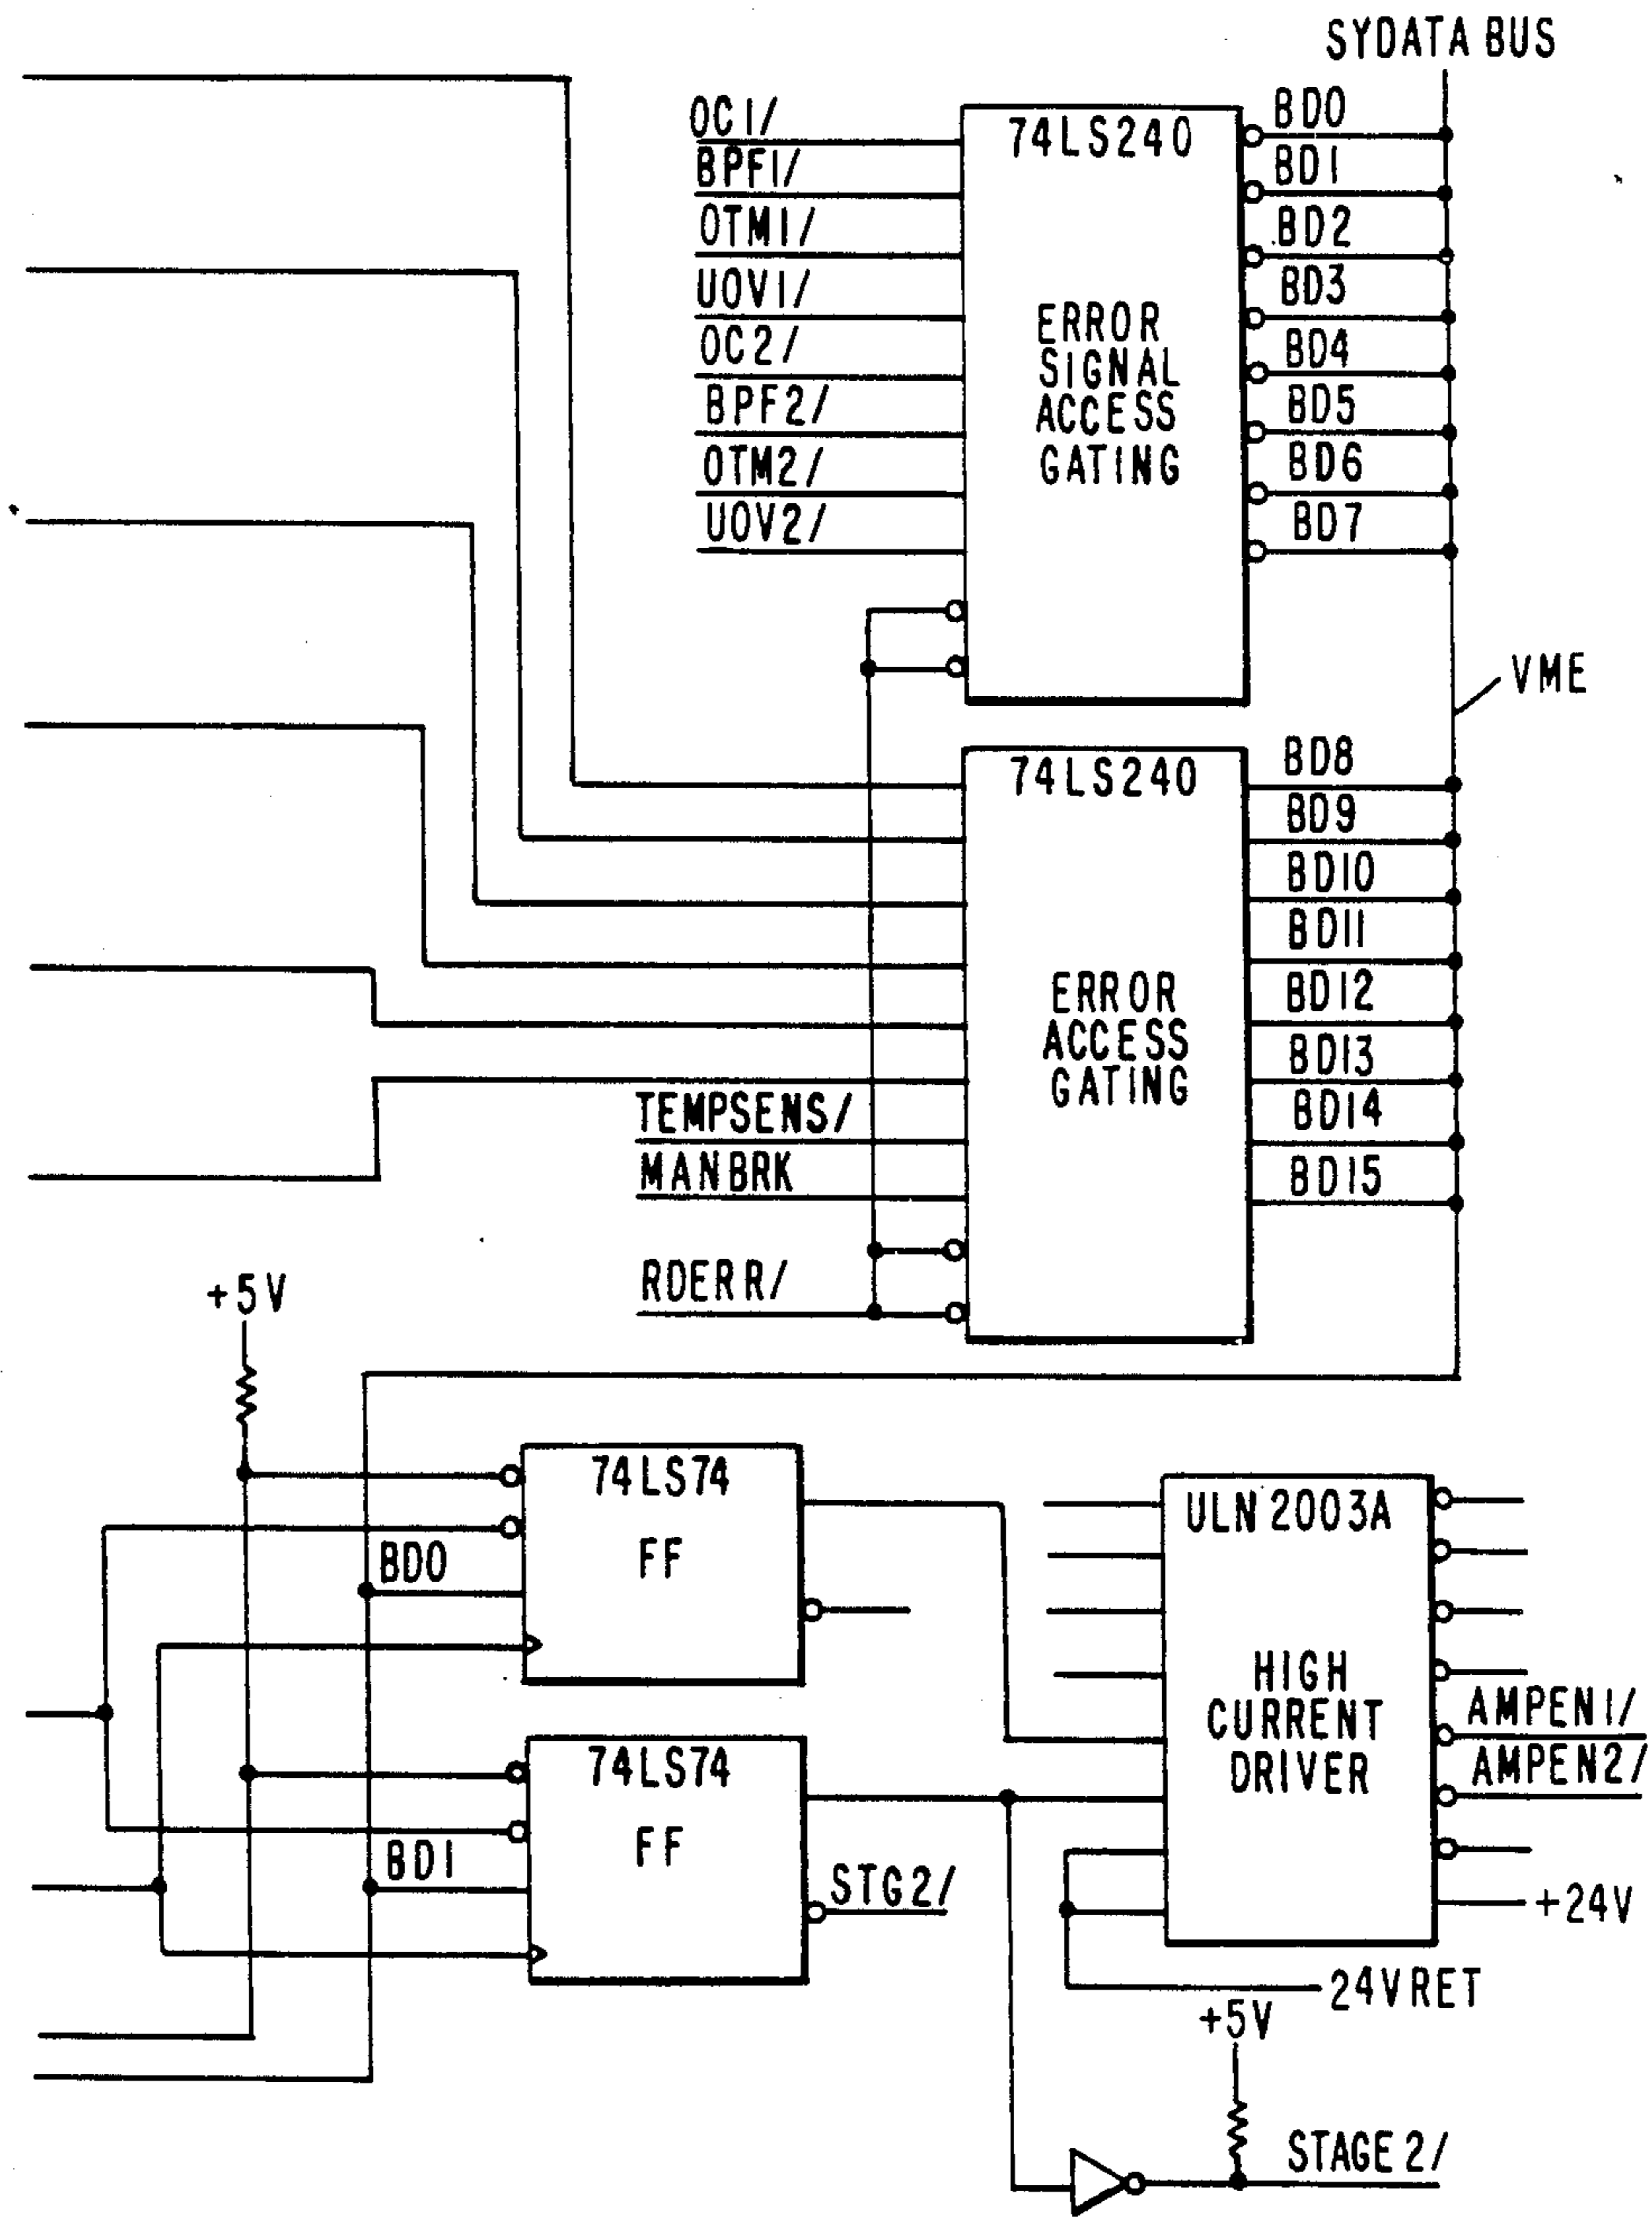 SYDATA BUS
74LS240
ERROR
SIGNAL
ACCESS
GATING
OC1/
BPF1/
OTM1/
UOV1/
OC2/
BPF2/
OTM2/
UOV2/
BD0
BD1
BD2
BD3
BD4
BD5
BD6
BD7
VME
74LS240
ERROR
ACCESS
GATING
TEMPSENS/
MANBRK
RDERR/
BD8
BD9
BD10
BD11
BD12
BD13
BD14
BD15
+5V
74LS74
FF
BD0
74LS74
FF
BD1
STG2/
ULN2003A
HIGH
CURRENT
DRIVER
AMPEN1/
AMPEN2/
+24V
24VRET
+5V
STAGE 2/